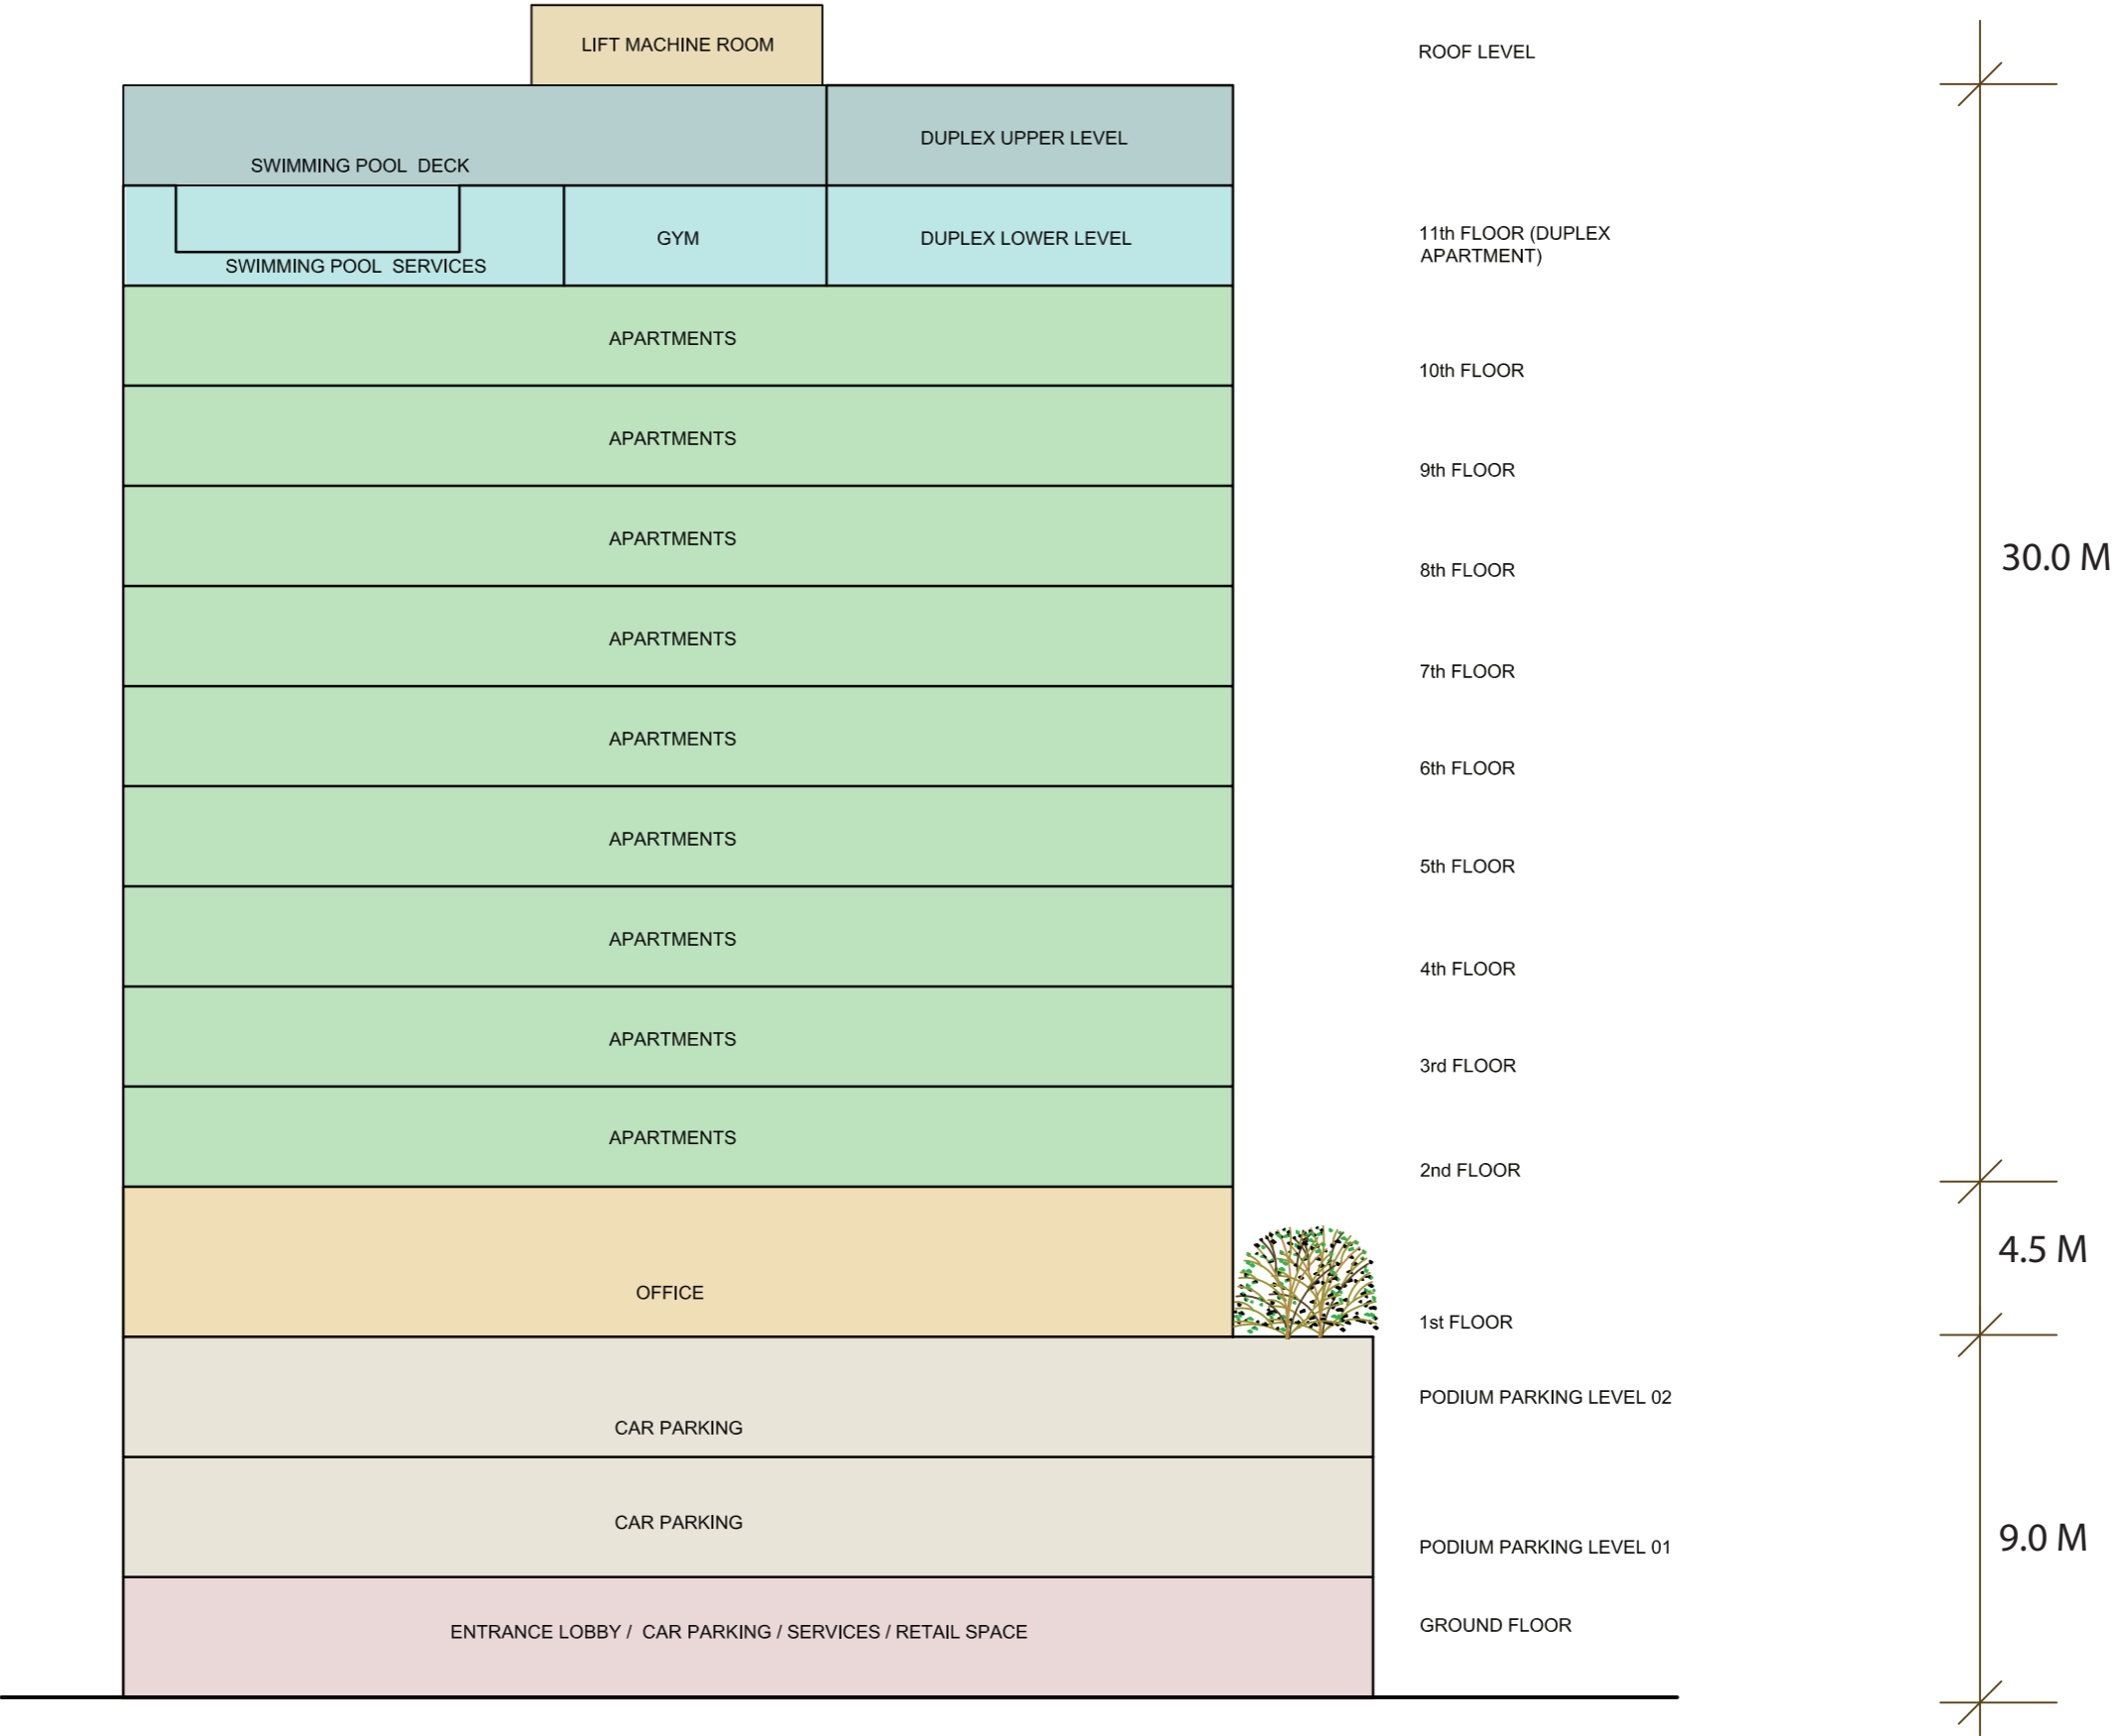 LIFT MACHINE ROOM
ROOF LEVEL
DUPLEX UPPER LEVEL
SWIMMING POOL DECK
GYM
DUPLEX LOWER LEVEL
11th FLOOR (DUPLEX
APARTMENT)
SWIMMING POOL SERVICES
APARTMENTS
10th FLOOR
APARTMENTS
9th FLOOR
APARTMENTS
30.0 M
8th FLOOR
APARTMENTS
7th FLOOR
APARTMENTS
6th FLOOR
APARTMENTS
5th FLOOR
APARTMENTS
4th FLOOR
APARTMENTS
3rd FLOOR
APARTMENTS
2nd FLOOR
4.5 M
OFFICE
1st FLOOR
PODIUM PARKING LEVEL 02
CAR PARKING
CAR PARKING
9.0 M
PODIUM PARKING LEVEL 01
ENTRANCE LOBBY / CAR PARKING / SERVICES / RETAIL SPACE
GROUND FLOOR